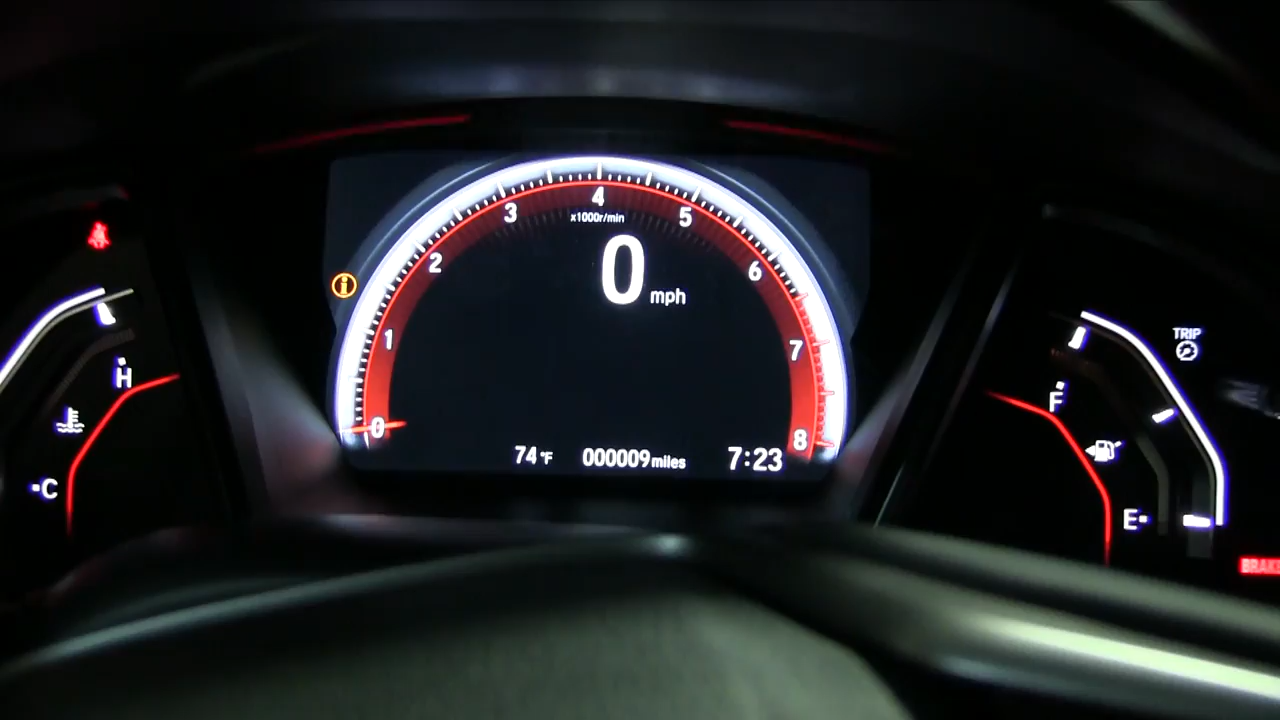 4
3
5
x1000r/min
2
6
0 mph
1
7
0
8
74°F
000009 miles
7:23
H
C
TRIP
F
E
BRAKE